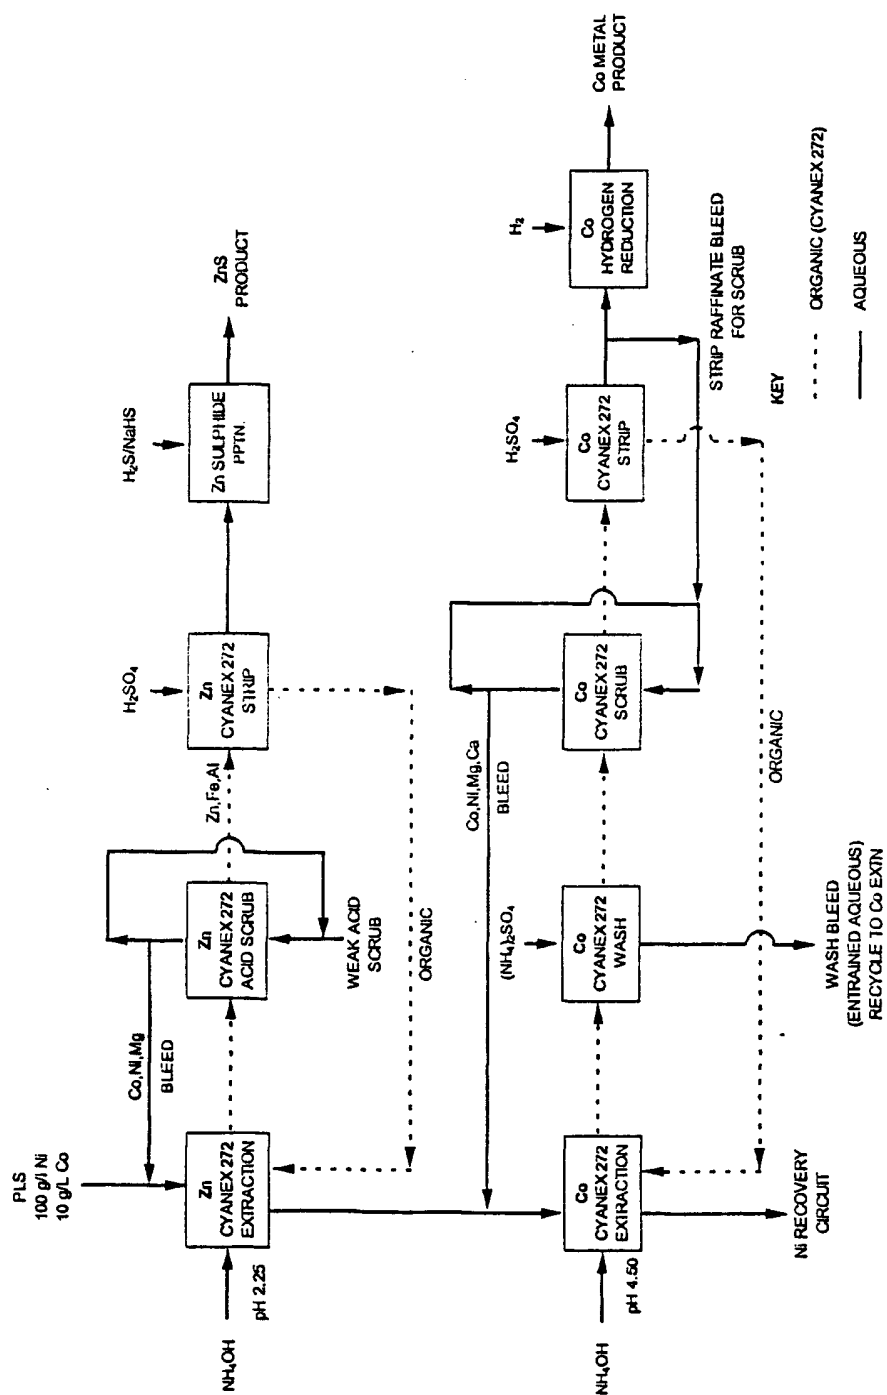 PLS
100 g/l Ni
10 g/L Co
NH₄OH
pH 2.25
Zn
CYANEX 272
EXTRACTION
Co,Ni,Mg
BLEED
Zn
CYANEX 272
ACID SCRUB
WEAK ACID
SCRUB
Zn,Fe,Al
H₂SO₄
Zn
CYANEX 272
STRIP
ORGANIC
H₂S/NaHS
Zn SULPHIDE
PPTN.
ZnS
PRODUCT
NH₄OH
pH 4.50
Co
CYANEX 272
EXTRACTION
Ni RECOVERY
CIRCUIT
(NH₄)₂SO₄
Co
CYANEX 272
WASH
WASH BLEED
(ENTRAINED AQUEOUS)
RECYCLE TO Co EXTN
Co,Ni,Mg,Ca
BLEED
Co
CYANEX 272
SCRUB
H₂SO₄
Co
CYANEX 272
STRIP
ORGANIC
STRIP RAFFINATE BLEED
FOR SCRUB
H₂
Co
HYDROGEN
REDUCTION
Co METAL
PRODUCT
KEY
ORGANIC (CYANEX 272)
AQUEOUS